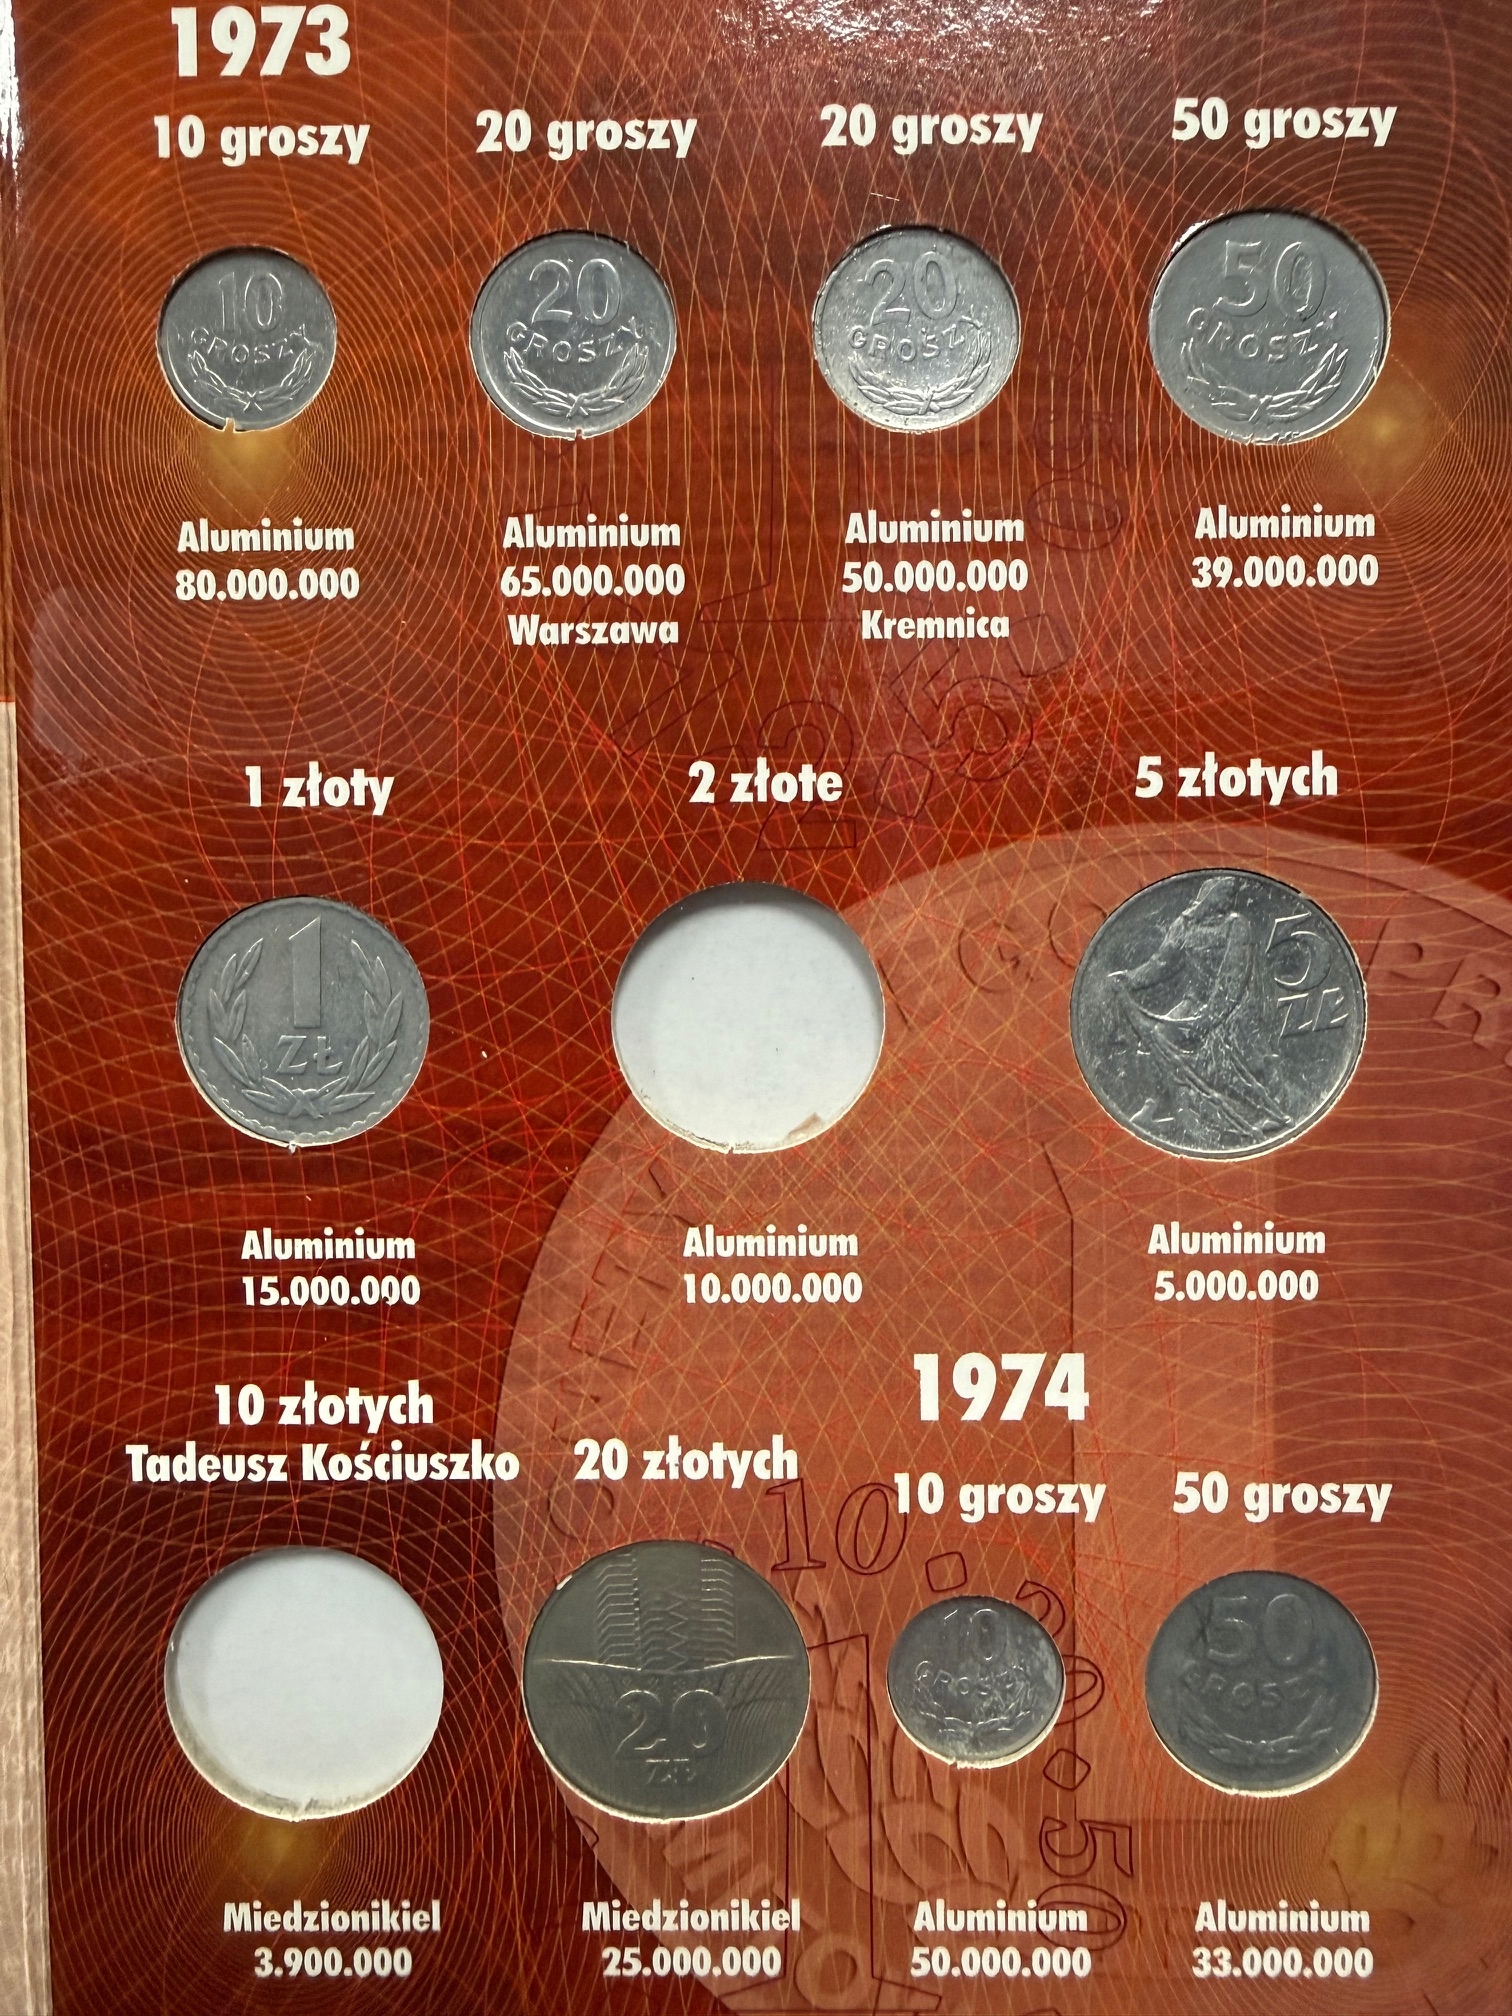 1973
10 groszy
20 groszy
20 groszy
50 groszy
10
GROSZY
20
GROSZY
20
GROSZY
50
GROSZY
Aluminium
80.000.000
Aluminium
65.000.000
Warszawa
Aluminium
50.000.000
Kremnica
Aluminium
39.000.000
1 złoty
2 złote
5 złotych
1
ZŁ
5
ZŁ
Aluminium
15.000.000
Aluminium
10.000.000
Aluminium
5.000.000
10 złotych
Tadeusz Kościuszko
20 złotych
1974
10 groszy
50 groszy
20
ZŁ
10
GROSZY
50
GROSZY
Miedzionikiel
3.900.000
Miedzionikiel
25.000.000
Aluminium
50.000.000
Aluminium
33.000.000